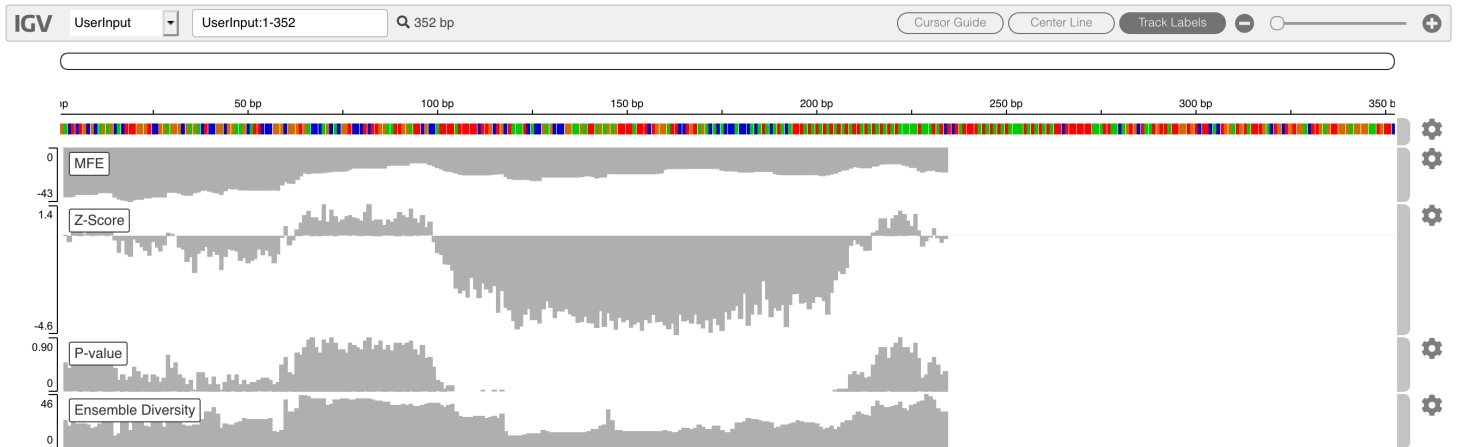 IGV UserInput UserInput:1-352 352 bp Cursor Guide Center Line Track Labels
50 bp 100 bp 150 bp 200 bp 250 bp 300 bp 350 b
0 MFE
-43
1.4 Z-Score
-4.6
0.90 P-value
0
46 Ensemble Diversity
0